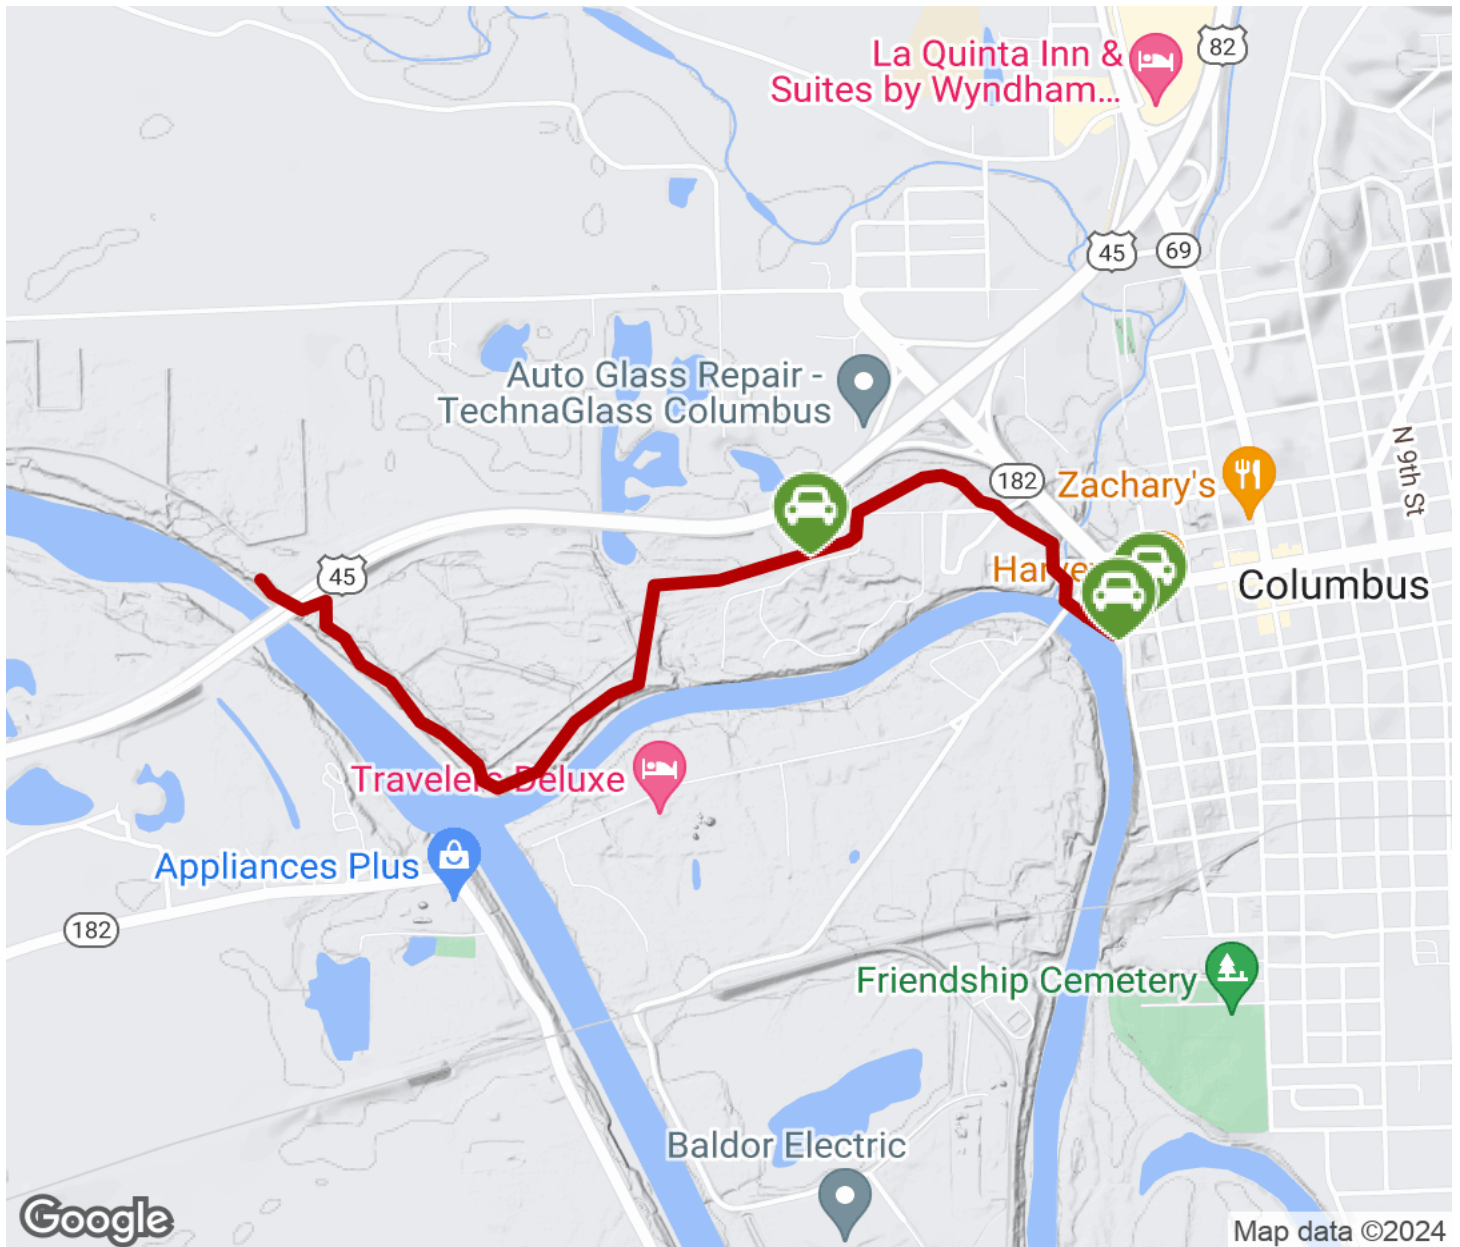 La Quinta Inn &
Suites by Wyndham...
82
45
69
Auto Glass Repair -
TechnaGlass Columbus
182
Zachary's
N 9th St
45
Columbus
Travele Deluxe
Appliances Plus
182
Friendship Cemetery
Baldor Electric
Google
Map data ©2024